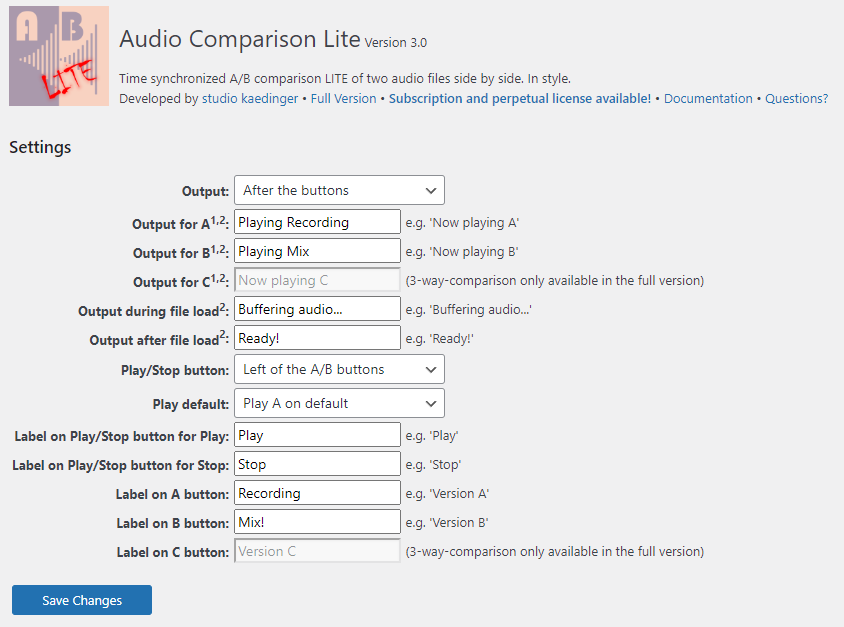 A B
LITE
Audio Comparison Lite Version 3.0
Time synchronized A/B comparison LITE of two audio files side by side. In style.
Developed by studio kaedinger • Full Version • Subscription and perpetual license available! • Documentation • Questions?
Settings
Output: After the buttons
Output for A1,2: Playing Recording e.g. 'Now playing A'
Output for B1,2: Playing Mix e.g. 'Now playing B'
Output for C1,2: Now playing C (3-way-comparison only available in the full version)
Output during file load2: Buffering audio... e.g. 'Buffering audio...'
Output after file load2: Ready! e.g. 'Ready!'
Play/Stop button: Left of the A/B buttons
Play default: Play A on default
Label on Play/Stop button for Play: Play e.g. 'Play'
Label on Play/Stop button for Stop: Stop e.g. 'Stop'
Label on A button: Recording e.g. 'Version A'
Label on B button: Mix! e.g. 'Version B'
Label on C button: Version C (3-way-comparison only available in the full version)
Save Changes